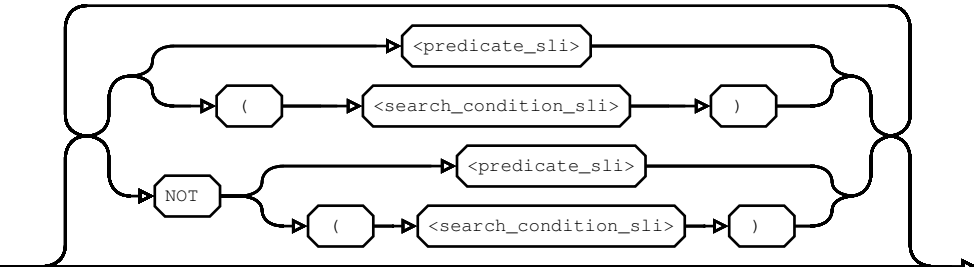 <predicate_sli>
( <search_condition_sli> )
<predicate_sli>
NOT
( <search_condition_sli> )